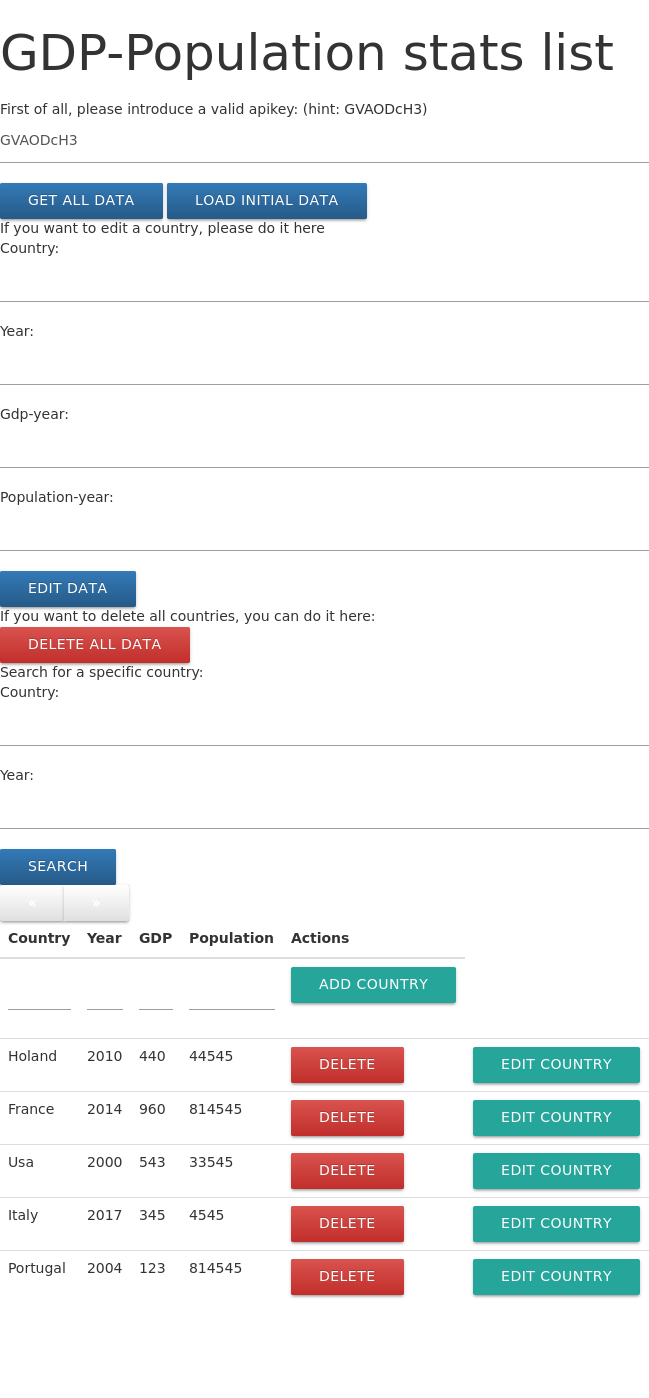 GDP-Population stats list
First of all, please introduce a valid apikey: (hint: GVAODcH3)
GVAODcH3
GET ALL DATA LOAD INITIAL DATA
If you want to edit a country, please do it here
Country:
Year:
Gdp-year:
Population-year:
EDIT DATA
If you want to delete all countries, you can do it here:
DELETE ALL DATA
Search for a specific country:
Country:
Year:
SEARCH
« »
Country Year GDP Population Actions
ADD COUNTRY
Holand 2010 440 44545 DELETE EDIT COUNTRY
France 2014 960 814545 DELETE EDIT COUNTRY
Usa 2000 543 33545 DELETE EDIT COUNTRY
Italy 2017 345 4545 DELETE EDIT COUNTRY
Portugal 2004 123 814545 DELETE EDIT COUNTRY